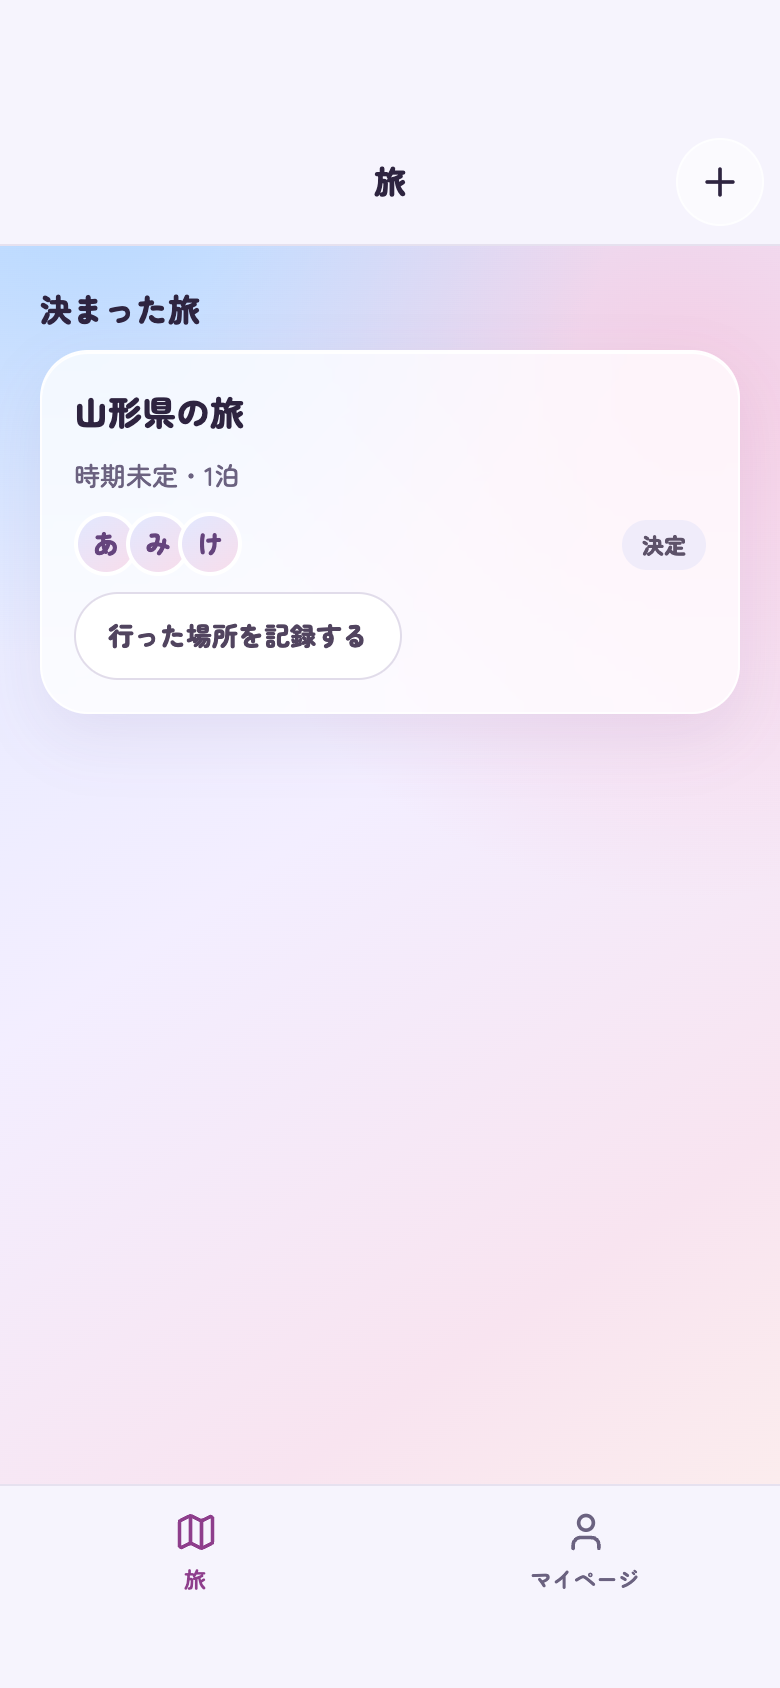 旅
決まった旅
山形県の旅
時期未定・1泊
あ み け
決定
行った場所を記録する
旅
マイページ